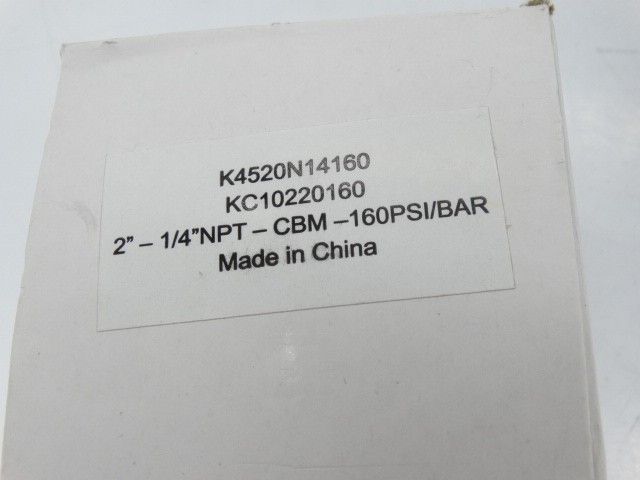 K4520N14160
KC10220160
2” – 1/4”NPT – CBM –160PSI/BAR
Made in China